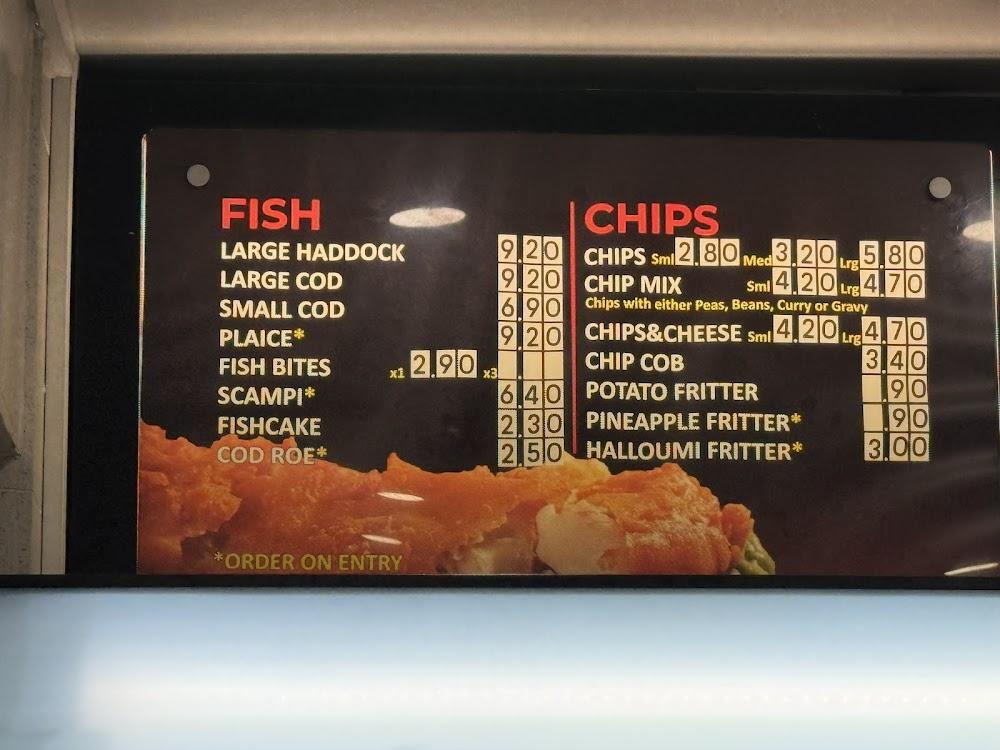 FISH
LARGE HADDOCK 9.20
LARGE COD 9.20
SMALL COD 6.90
PLAICE* 9.20
FISH BITES x1 2.90 x3 .
SCAMPI* 6.40
FISHCAKE 2.30
COD ROE* 2.50
*ORDER ON ENTRY
CHIPS
CHIPS Sml 2.80 Med 3.20 Lrg 5.80
CHIP MIX Sml 4.20 Lrg 4.70
Chips with either Peas, Beans, Curry or Gravy
CHIPS&CHEESE Sml 4.20 Lrg 4.70
CHIP COB 3.40
POTATO FRITTER .90
PINEAPPLE FRITTER* .90
HALLOUMI FRITTER* 3.00